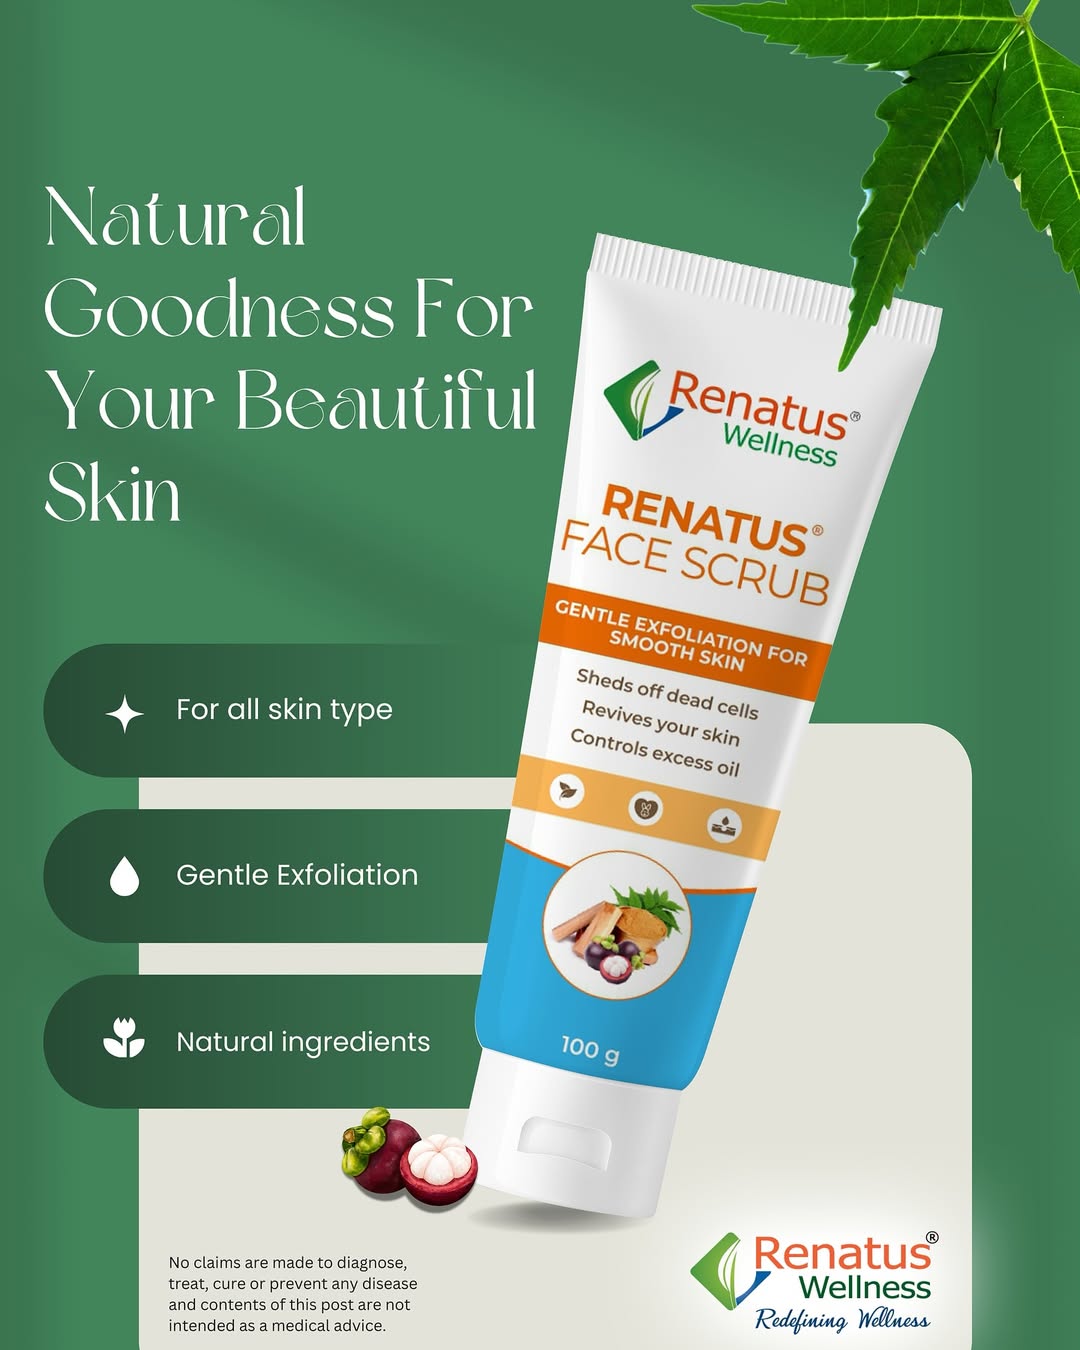 Natural
Goodness For
Your Beautiful
Skin
For all skin type
Gentle Exfoliation
Natural ingredients
Renatus®
Wellness
RENATUS®
FACE SCRUB
GENTLE EXFOLIATION FOR
SMOOTH SKIN
Sheds off dead cells
Revives your skin
Controls excess oil
100 g
No claims are made to diagnose,
treat, cure or prevent any disease
and contents of this post are not
intended as a medical advice.
Renatus®
Wellness
Redefining Wellness